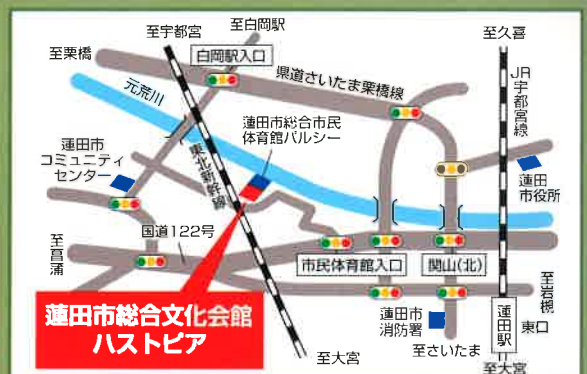 至宇都宮
至白岡駅
至久喜
至栗橋
白岡駅入口
県道さいたま栗橋線
JR宇都宮線
元荒川
蓮田市総合市民
体育館パルシー
蓮田市
コミュニティ
センター
東北新幹線
蓮田
市役所
国道122号
至菖蒲
市民体育館入口
関山(北)
至岩槻
蓮田市総合文化会館
ハストピア
蓮田市
消防署
蓮田駅
東口
至大宮
至さいたま
至大宮